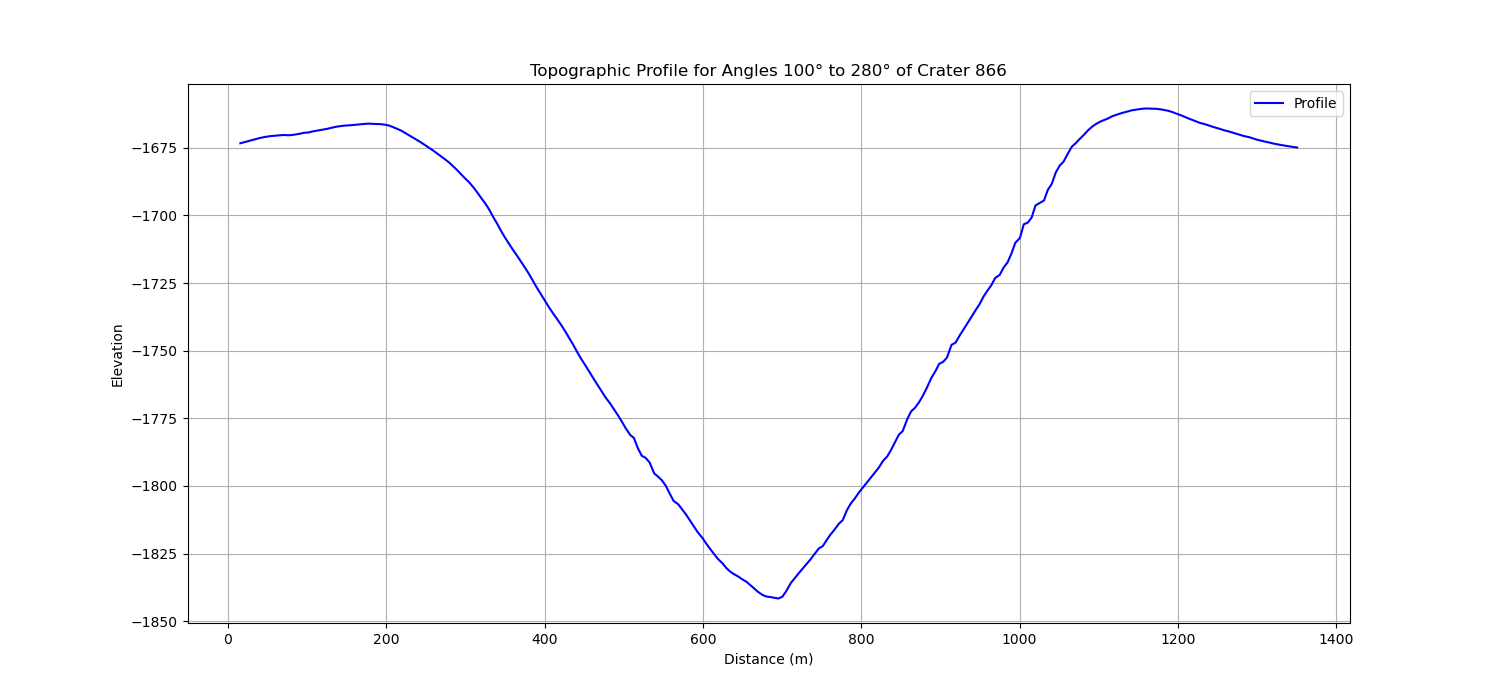 Topographic Profile for Angles 100° to 280° of Crater 866
Profile
−1675
−1700
−1725
−1750
−1775
−1800
−1825
−1850
Elevation
0 200 400 600 800 1000 1200 1400
Distance (m)